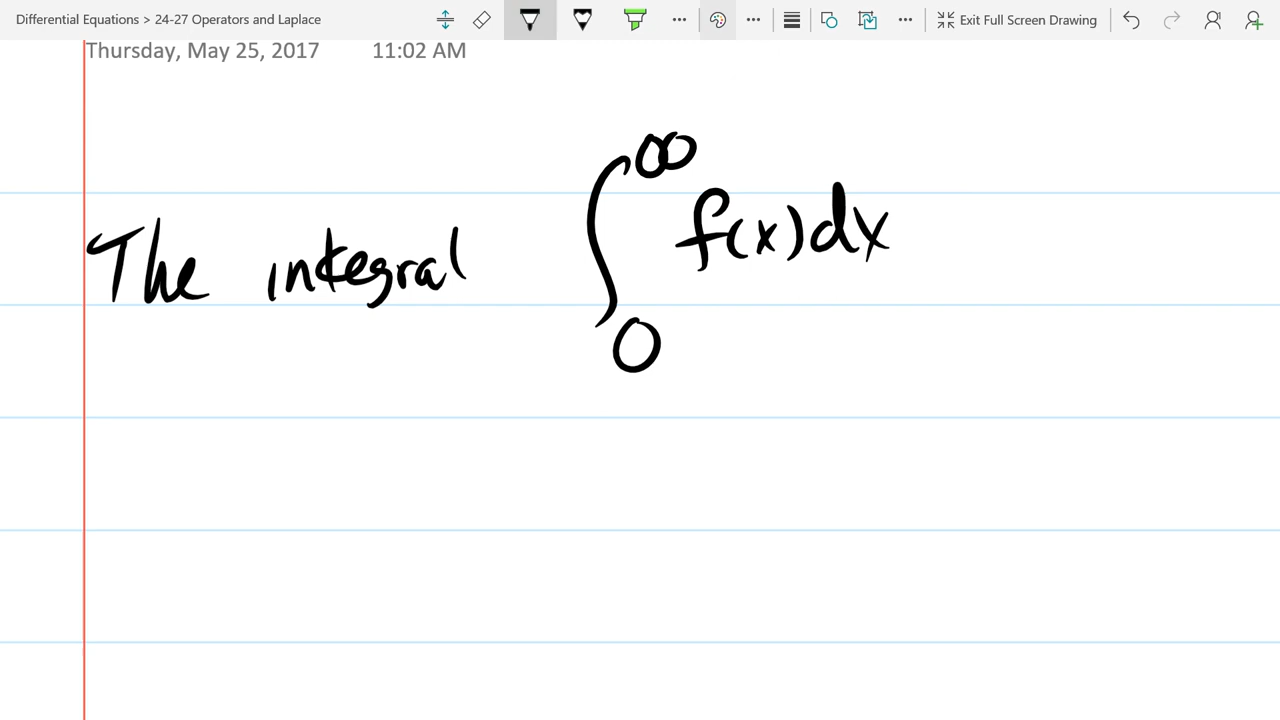 Differential Equations > 24-27 Operators and Laplace
Exit Full Screen Drawing
Thursday, May 25, 2017 11:02 AM
The integral ∫₀^∞ f(x)dx